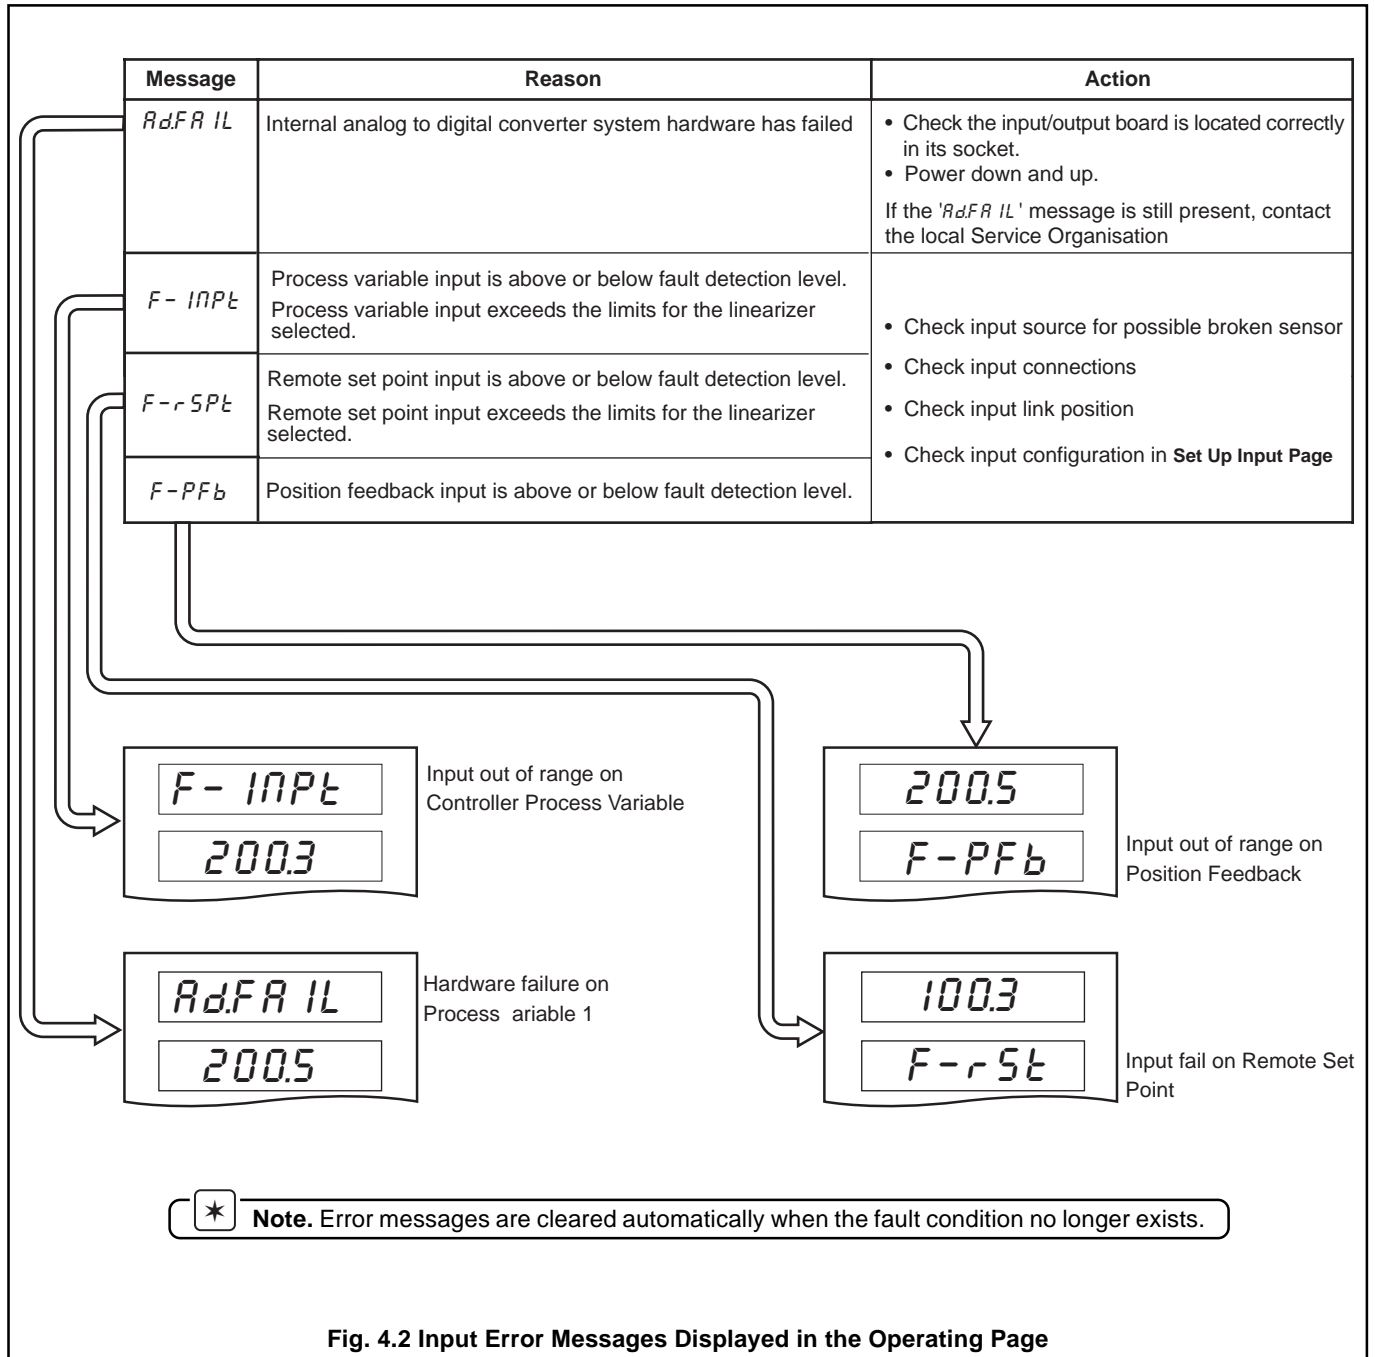 Message Reason Action
Ad.FAIL Internal analog to digital converter system hardware has failed
• Check the input/output board is located correctly
in its socket.
• Power down and up.
If the 'Ad.FAIL' message is still present, contact
the local Service Organisation
F-INPt
Process variable input is above or below fault detection level.
Process variable input exceeds the limits for the linearizer
selected.
F-rSPt
Remote set point input is above or below fault detection level.
Remote set point input exceeds the limits for the linearizer
selected.
F-PFb Position feedback input is above or below fault detection level.
• Check input source for possible broken sensor
• Check input connections
• Check input link position
• Check input configuration in Set Up Input Page
F-INPt
200.3
Input out of range on
Controller Process Variable
200.5
F-PFb
Input out of range on
Position Feedback
Ad.FAIL
200.5
Hardware failure on
Process ariable 1
100.3
F-rSt
Input fail on Remote Set
Point
Note. Error messages are cleared automatically when the fault condition no longer exists.
Fig. 4.2 Input Error Messages Displayed in the Operating Page